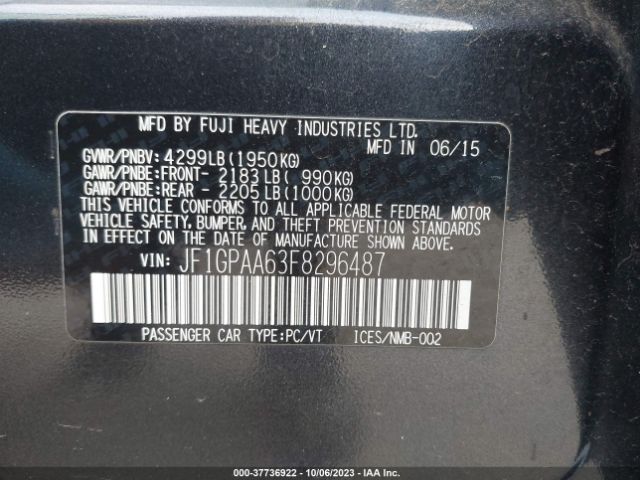 MFD BY FUJI HEAVY INDUSTRIES LTD.
MFD IN 06/15
GVWR/PNBV: 4299LB(1950KG)
GAWR/PNBE:FRONT- 2183LB( 990KG)
GAWR/PNBE:REAR - 2205LB(1000KG)
THIS VEHICLE CONFORMS TO ALL APPLICABLE FEDERAL MOTOR
VEHICLE SAFETY, BUMPER, AND THEFT PREVENTION STANDARDS
IN EFFECT ON THE DATE OF MANUFACTURE SHOWN ABOVE.
VIN: JF1GPAA63F8296487
PASSENGER CAR TYPE:PC/VT ICES/NMB-002
000-37736922 - 10/06/2023 - IAA Inc.